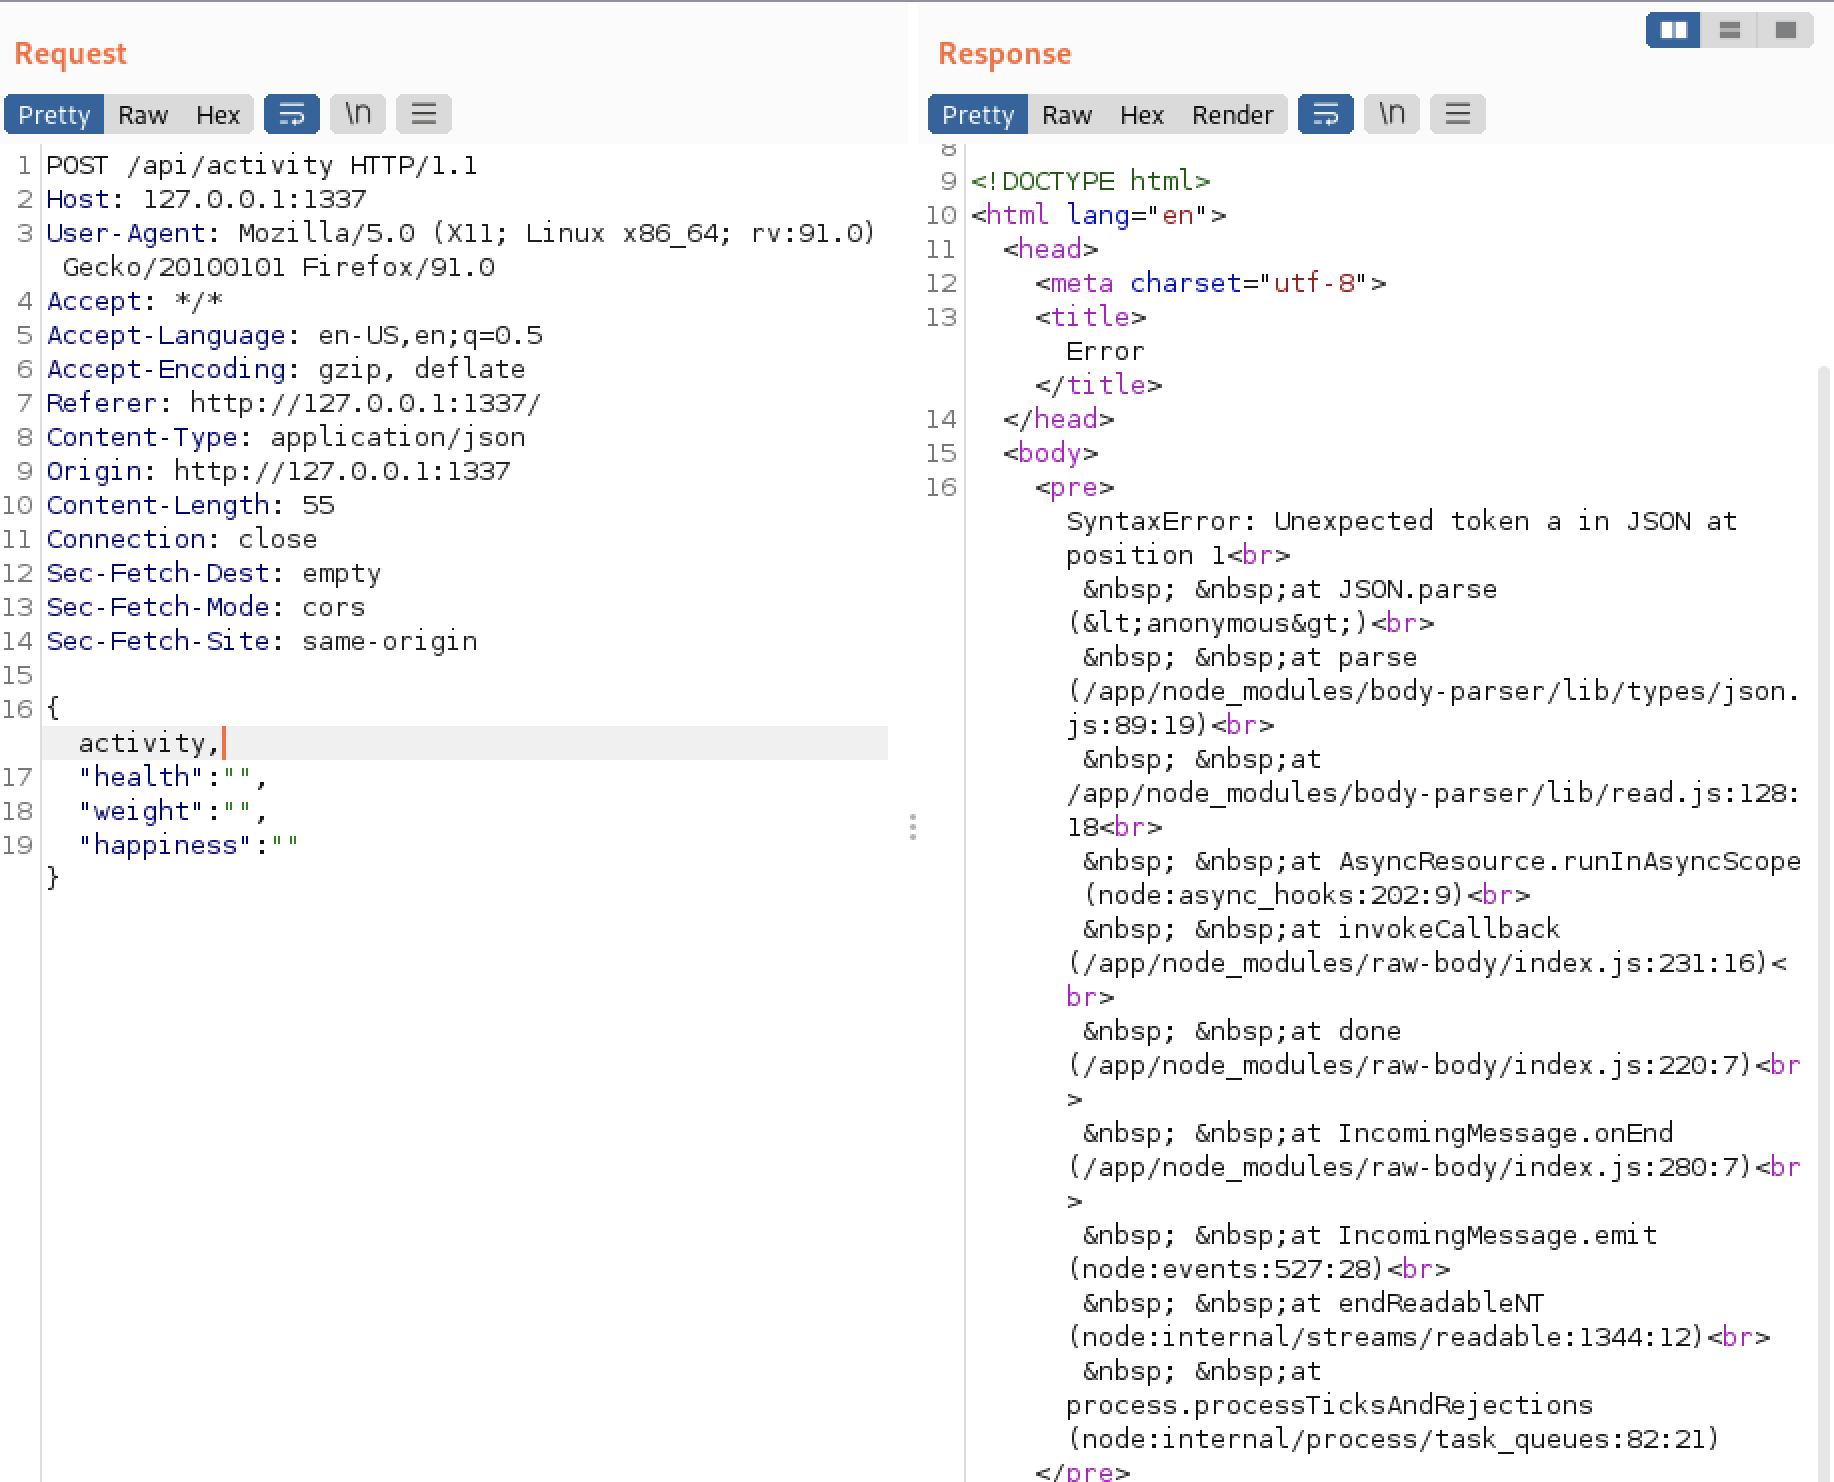 Request
Pretty Raw Hex \n
1 POST /api/activity HTTP/1.1
2 Host: 127.0.0.1:1337
3 User-Agent: Mozilla/5.0 (X11; Linux x86_64; rv:91.0)
Gecko/20100101 Firefox/91.0
4 Accept: */*
5 Accept-Language: en-US,en;q=0.5
6 Accept-Encoding: gzip, deflate
7 Referer: http://127.0.0.1:1337/
8 Content-Type: application/json
9 Origin: http://127.0.0.1:1337
10 Content-Length: 55
11 Connection: close
12 Sec-Fetch-Dest: empty
13 Sec-Fetch-Mode: cors
14 Sec-Fetch-Site: same-origin
15
16 {
activity,
17 "health":"",
18 "weight":"",
19 "happiness":""
}
Response
Pretty Raw Hex Render \n
8
9 <!DOCTYPE html>
10 <html lang="en">
11 <head>
12 <meta charset="utf-8">
13 <title>
Error
</title>
14 </head>
15 <body>
16 <pre>
SyntaxError: Unexpected token a in JSON at
position 1<br>
&nbsp; &nbsp;at JSON.parse
(&lt;anonymous&gt;)<br>
&nbsp; &nbsp;at parse
(/app/node_modules/body-parser/lib/types/json.
js:89:19)<br>
&nbsp; &nbsp;at
/app/node_modules/body-parser/lib/read.js:128:
18<br>
&nbsp; &nbsp;at AsyncResource.runInAsyncScope
(node:async_hooks:202:9)<br>
&nbsp; &nbsp;at invokeCallback
(/app/node_modules/raw-body/index.js:231:16)<
br>
&nbsp; &nbsp;at done
(/app/node_modules/raw-body/index.js:220:7)<br
>
&nbsp; &nbsp;at IncomingMessage.onEnd
(/app/node_modules/raw-body/index.js:280:7)<br
>
&nbsp; &nbsp;at IncomingMessage.emit
(node:events:527:28)<br>
&nbsp; &nbsp;at endReadableNT
(node:internal/streams/readable:1344:12)<br>
&nbsp; &nbsp;at
process.processTicksAndRejections
(node:internal/process/task_queues:82:21)
</pre>